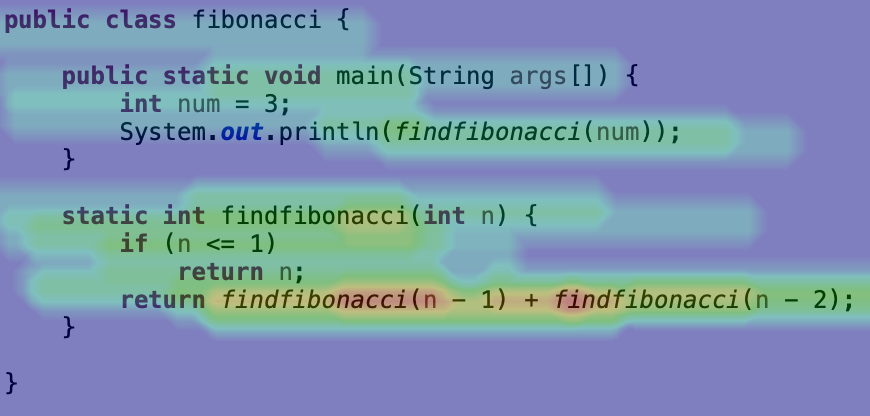 public class fibonacci {
    public static void main(String args[]) {
        int num = 3;
        System.out.println(findfibonacci(num));
    }
    static int findfibonacci(int n) {
        if (n <= 1)
            return n;
        return findfibonacci(n - 1) + findfibonacci(n - 2);
    }
}